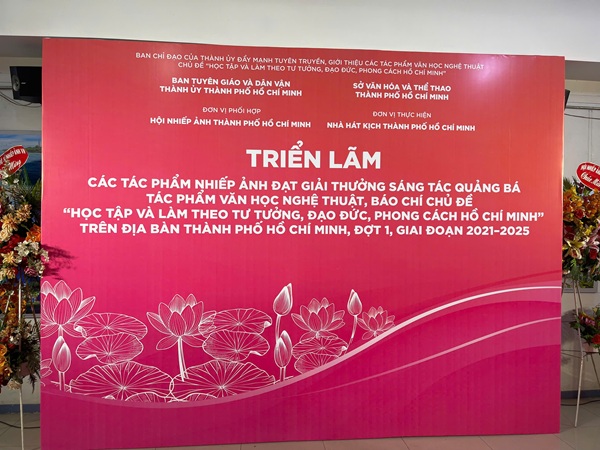 BAN CHỈ ĐẠO CỦA THÀNH ỦY ĐẨY MẠNH TUYÊN TRUYỀN, GIỚI THIỆU CÁC TÁC PHẨM VĂN HỌC NGHỆ THUẬT
CHỦ ĐỀ "HỌC TẬP VÀ LÀM THEO TƯ TƯỞNG, ĐẠO ĐỨC, PHONG CÁCH HỒ CHÍ MINH"
BAN TUYÊN GIÁO VÀ DÂN VẬN
THÀNH ỦY THÀNH PHỐ HỒ CHÍ MINH
SỞ VĂN HÓA VÀ THỂ THAO
THÀNH PHỐ HỒ CHÍ MINH
ĐƠN VỊ PHỐI HỢP
HỘI NHIẾP ẢNH THÀNH PHỐ HỒ CHÍ MINH
ĐƠN VỊ THỰC HIỆN
NHÀ HÁT KỊCH THÀNH PHỐ HỒ CHÍ MINH
TRIỂN LÃM
CÁC TÁC PHẨM NHIẾP ẢNH ĐẠT GIẢI THƯỞNG SÁNG TÁC QUẢNG BÁ
TÁC PHẨM VĂN HỌC NGHỆ THUẬT, BÁO CHÍ CHỦ ĐỀ
"HỌC TẬP VÀ LÀM THEO TƯ TƯỞNG, ĐẠO ĐỨC, PHONG CÁCH HỒ CHÍ MINH"
TRÊN ĐỊA BÀN THÀNH PHỐ HỒ CHÍ MINH, ĐỢT 1, GIAI ĐOẠN 2021-2025